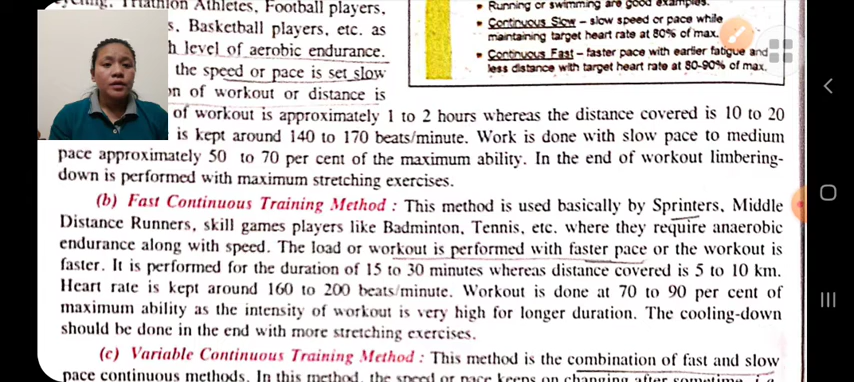 Triathlon Athletes, Football players,
s. Basketball players, etc. as
h level of aerobic endurance.
the speed or pace is set slow
on of workout or distance is
• Running or swimming are good examples.
• Continuous Slow – slow speed or pace while
maintaining target heart rate at 80% of max.
• Continuous Fast – faster pace with earlier fatigue and
less distance with target heart rate at 80-90% of max.
of workout is approximately 1 to 2 hours whereas the distance covered is 10 to 20
is kept around 140 to 170 beats/minute. Work is done with slow pace to medium
pace approximately 50 to 70 per cent of the maximum ability. In the end of workout limbering-
down is performed with maximum stretching exercises.
(b) Fast Continuous Training Method : This method is used basically by Sprinters, Middle
Distance Runners, skill games players like Badminton, Tennis, etc. where they require anaerobic
endurance along with speed. The load or workout is performed with faster pace or the workout is
faster. It is performed for the duration of 15 to 30 minutes whereas distance covered is 5 to 10 km.
Heart rate is kept around 160 to 200 beats/minute. Workout is done at 70 to 90 per cent of
maximum ability as the intensity of workout is very high for longer duration. The cooling-down
should be done in the end with more stretching exercises.
(c) Variable Continuous Training Method : This method is the combination of fast and slow
pace continuous methods. In this method, the speed or pace keeps on changing after sometime, i.e.